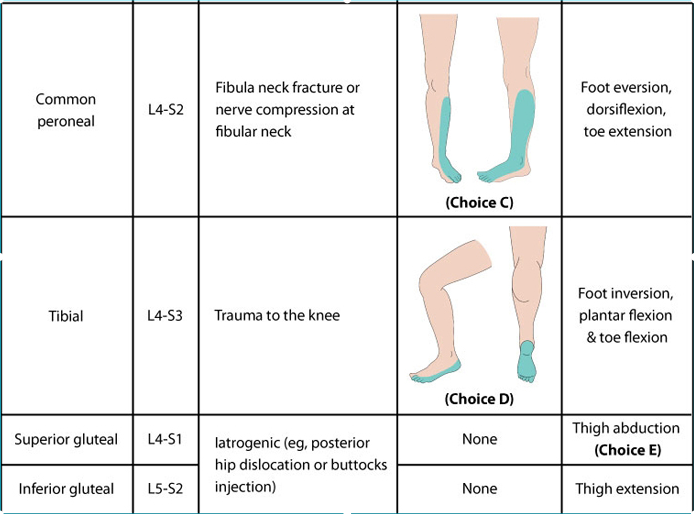 Common
peroneal
L4-S2
Fibula neck fracture or
nerve compression at
fibular neck
(Choice C)
Foot eversion,
dorsiflexion,
toe extension
Tibial
L4-S3
Trauma to the knee
(Choice D)
Foot inversion,
plantar flexion
& toe flexion
Superior gluteal
L4-S1
Iatrogenic (eg, posterior
hip dislocation or buttocks
injection)
None
Thigh abduction
(Choice E)
Inferior gluteal
L5-S2
None
Thigh extension